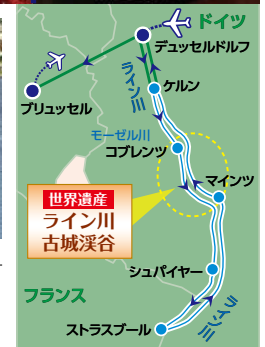 ドイツ
デュッセルドルフ
ライン川
ケルン
ブリュッセル
モーゼル川
コブレンツ
マインツ
世界遺産
ライン川
古城渓谷
シュパイヤー
フランス
ライン川
ストラスブール